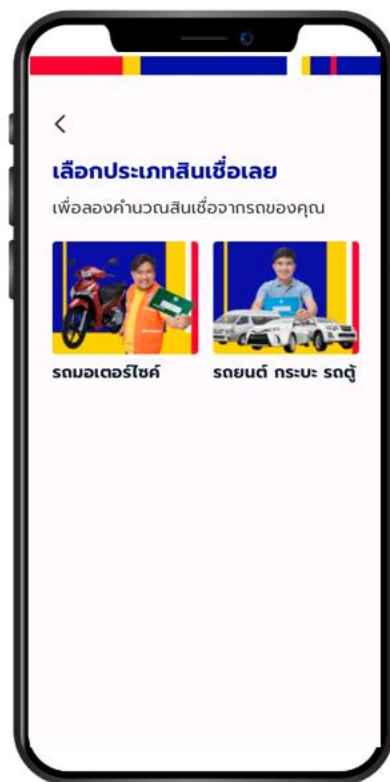 เลือกประเภทสินเชื่อเลย
เพื่อลองคำนวณสินเชื่อจากรถของคุณ
รถมอเตอร์ไซค์
รถยนต์ กระบะ รถตู้